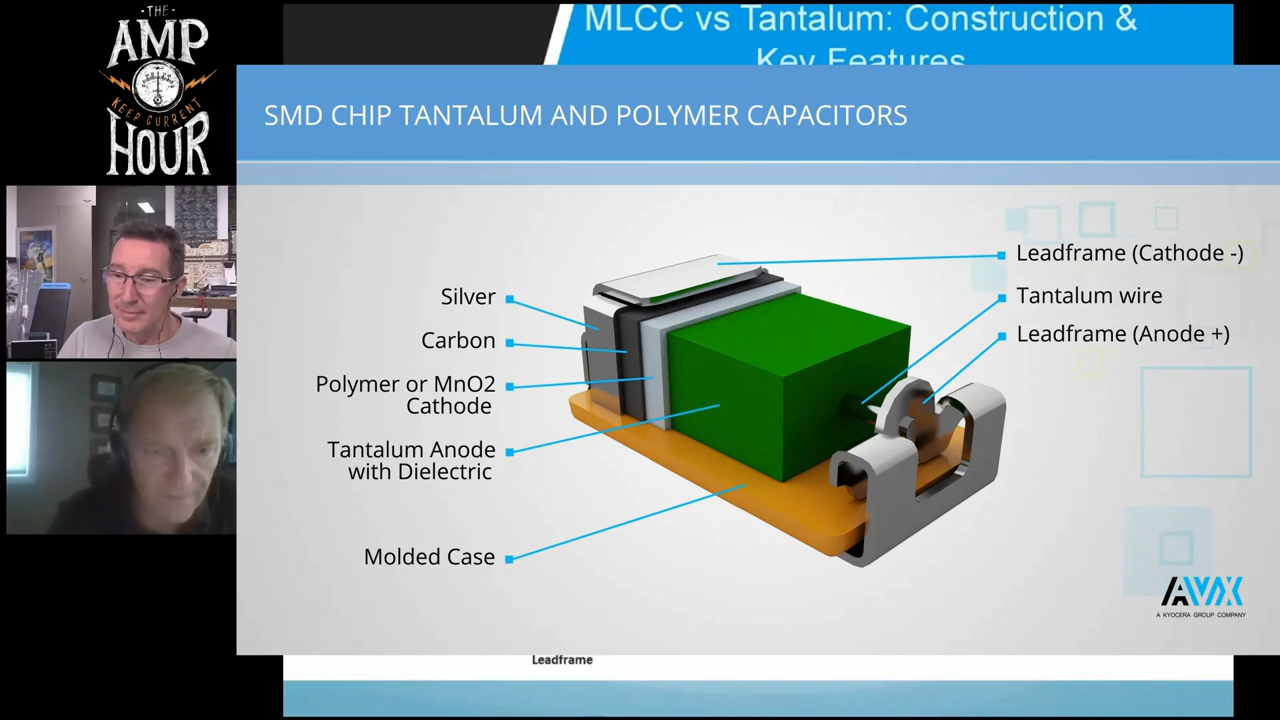 THE
AMP
KEEP CURRENT
HOUR
MLCC vs Tantalum: Construction &
Key Features
SMD CHIP TANTALUM AND POLYMER CAPACITORS
Silver
Carbon
Polymer or MnO2
Cathode
Tantalum Anode
with Dielectric
Molded Case
Leadframe (Cathode -)
Tantalum wire
Leadframe (Anode +)
AVX
A KYOCERA GROUP COMPANY
Leadframe